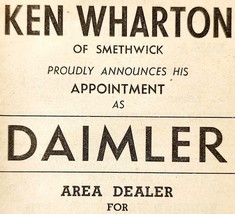 KEN WHARTON
OF SMETHWICK
PROUDLY ANNOUNCES HIS
APPOINTMENT
AS
DAIMLER
AREA DEALER
FOR